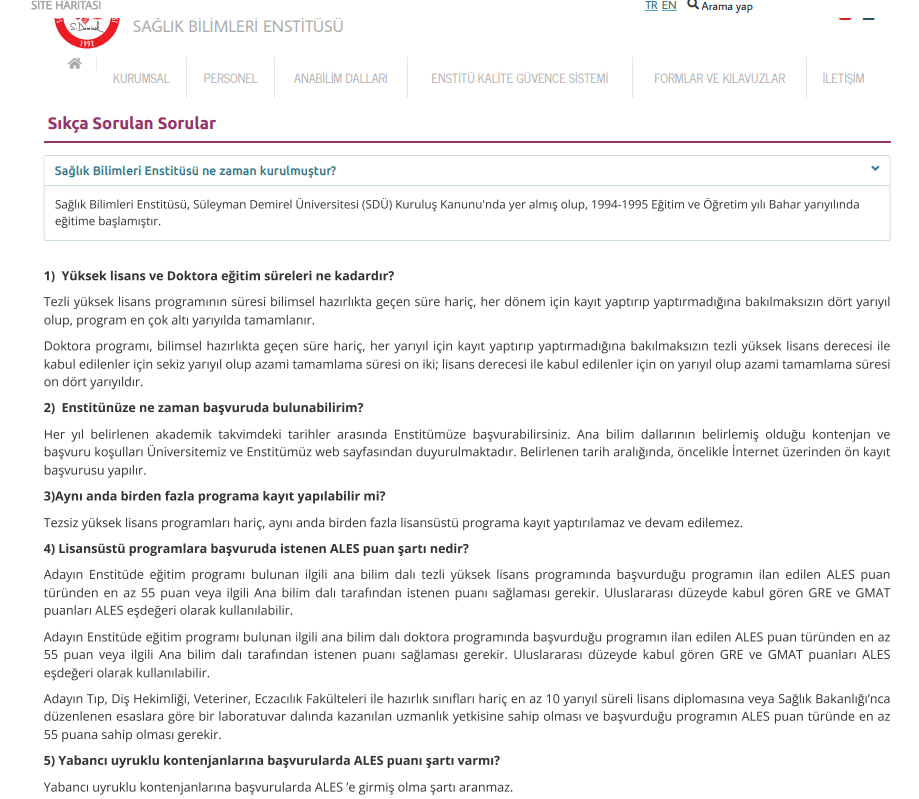 SİTE HARİTASI
TR EN Arama yap
S.Demirel
1992
SAĞLIK BİLİMLERİ ENSTİTÜSÜ
KURUMSAL PERSONEL ANABİLİM DALLARI ENSTİTÜ KALİTE GÜVENCE SİSTEMİ FORMLAR VE KILAVUZLAR İLETİŞİM
Sıkça Sorulan Sorular
Sağlık Bilimleri Enstitüsü ne zaman kurulmuştur?
Sağlık Bilimleri Enstitüsü, Süleyman Demirel Üniversitesi (SDÜ) Kuruluş Kanunu'nda yer almış olup, 1994-1995 Eğitim ve Öğretim yılı Bahar yarıyılında
eğitime başlamıştır.
1) Yüksek lisans ve Doktora eğitim süreleri ne kadardır?
Tezli yüksek lisans programının süresi bilimsel hazırlıkta geçen süre hariç, her dönem için kayıt yaptırıp yaptırmadığına bakılmaksızın dört yarıyıl
olup, program en çok altı yarıyılda tamamlanır.
Doktora programı, bilimsel hazırlıkta geçen süre hariç, her yarıyıl için kayıt yaptırıp yaptırmadığına bakılmaksızın tezli yüksek lisans derecesi ile
kabul edilenler için sekiz yarıyıl olup azami tamamlama süresi on iki; lisans derecesi ile kabul edilenler için on yarıyıl olup azami tamamlama süresi
on dört yarıyıldır.
2) Enstitünüze ne zaman başvuruda bulunabilirim?
Her yıl belirlenen akademik takvimdeki tarihler arasında Enstitümüze başvurabilirsiniz. Ana bilim dallarının belirlemiş olduğu kontenjan ve
başvuru koşulları Üniversitemiz ve Enstitümüz web sayfasından duyurulmaktadır. Belirlenen tarih aralığında, öncelikle İnternet üzerinden ön kayıt
başvurusu yapılır.
3)Aynı anda birden fazla programa kayıt yapılabilir mi?
Tezsiz yüksek lisans programları hariç, aynı anda birden fazla lisansüstü programa kayıt yaptırılamaz ve devam edilemez.
4) Lisansüstü programlara başvuruda istenen ALES puan şartı nedir?
Adayın Enstitüde eğitim programı bulunan ilgili ana bilim dalı tezli yüksek lisans programında başvurduğu programın ilan edilen ALES puan
türünden en az 55 puan veya ilgili Ana bilim dalı tarafından istenen puanı sağlaması gerekir. Uluslararası düzeyde kabul gören GRE ve GMAT
puanları ALES eşdeğeri olarak kullanılabilir.
Adayın Enstitüde eğitim programı bulunan ilgili ana bilim dalı doktora programında başvurduğu programın ilan edilen ALES puan türünden en az
55 puan veya ilgili Ana bilim dalı tarafından istenen puanı sağlaması gerekir. Uluslararası düzeyde kabul gören GRE ve GMAT puanları ALES
eşdeğeri olarak kullanılabilir.
Adayın Tıp, Diş Hekimliği, Veteriner, Eczacılık Fakülteleri ile hazırlık sınıfları hariç en az 10 yarıyıl süreli lisans diplomasına veya Sağlık Bakanlığı'nca
düzenlenen esaslara göre bir laboratuvar dalında kazanılan uzmanlık yetkisine sahip olması ve başvurduğu programın ALES puan türünde en az
55 puana sahip olması gerekir.
5) Yabancı uyruklu kontenjanlarına başvurularda ALES puanı şartı varmı?
Yabancı uyruklu kontenjanlarına başvurularda ALES 'e girmiş olma şartı aranmaz.